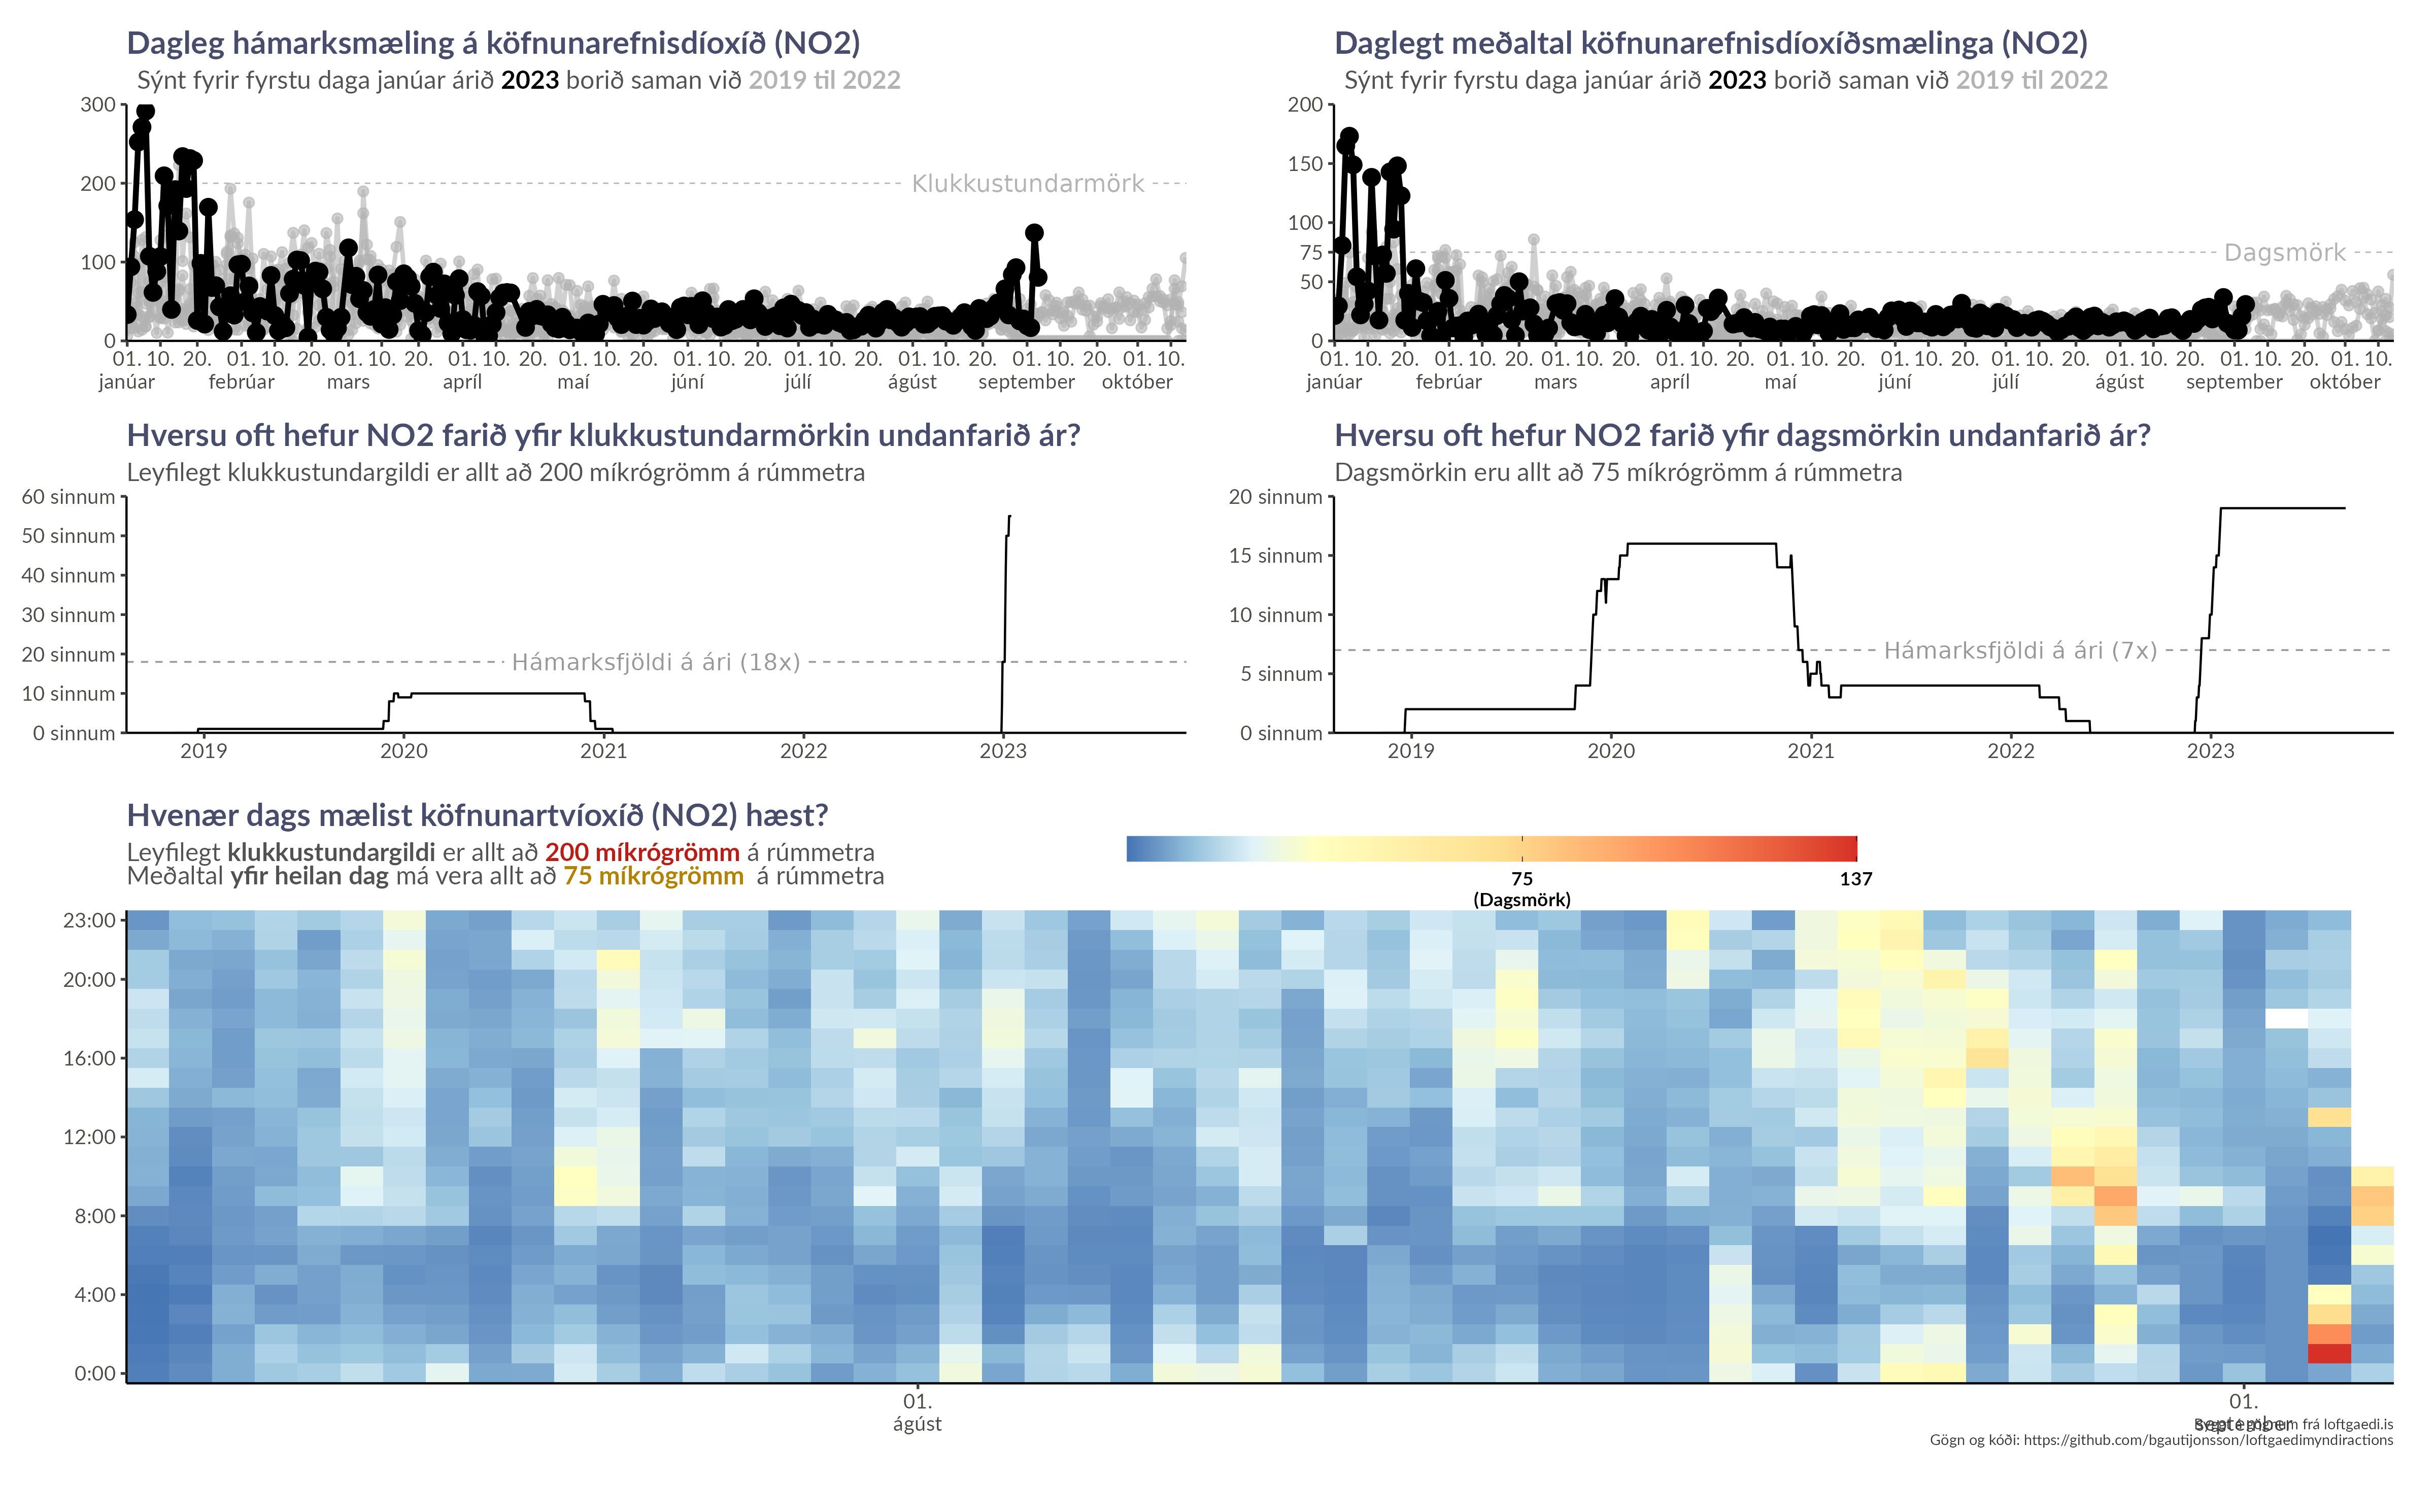 Dagleg hámarksmæling á köfnunarefnisdíoxíð (NO2)
Sýnt fyrir fyrstu daga janúar árið 2023 borið saman við 2019 til 2022
300
200
100
0
Klukkustundarmörk
01. 10. 20. 01. 10. 20. 01. 10. 20. 01. 10. 20. 01. 10. 20. 01. 10. 20. 01. 10. 20. 01. 10. 20. 01. 10. 20. 01. 10.
janúar febrúar mars apríl maí júní júlí ágúst september október
Daglegt meðaltal köfnunarefnisdíoxíðsmælinga (NO2)
Sýnt fyrir fyrstu daga janúar árið 2023 borið saman við 2019 til 2022
200
150
100
75
50
0
Dagsmörk
01. 10. 20. 01. 10. 20. 01. 10. 20. 01. 10. 20. 01. 10. 20. 01. 10. 20. 01. 10. 20. 01. 10. 20. 01. 10. 20. 01. 10.
janúar febrúar mars apríl maí júní júlí ágúst september október
Hversu oft hefur NO2 farið yfir klukkustundarmörkin undanfarið ár?
Leyfilegt klukkustundargildi er allt að 200 míkrógrömm á rúmmetra
60 sinnum
50 sinnum
40 sinnum
30 sinnum
20 sinnum
10 sinnum
0 sinnum
Hámarksfjöldi á ári (18x)
2019 2020 2021 2022 2023
Hversu oft hefur NO2 farið yfir dagsmörkin undanfarið ár?
Dagsmörkin eru allt að 75 míkrógrömm á rúmmetra
20 sinnum
15 sinnum
10 sinnum
5 sinnum
0 sinnum
Hámarksfjöldi á ári (7x)
2019 2020 2021 2022 2023
Hvenær dags mælist köfnunartvíoxíð (NO2) hæst?
Leyfilegt klukkustundargildi er allt að 200 míkrógrömm á rúmmetra
Meðaltal yfir heilan dag má vera allt að 75 míkrógrömm á rúmmetra
75 137
(Dagsmörk)
23:00
20:00
16:00
12:00
8:00
4:00
0:00
01. 01.
ágúst september
frá loftgaedi.is
Gögn og kóði: https://github.com/bgautijonsson/loftgaedimyndiractions